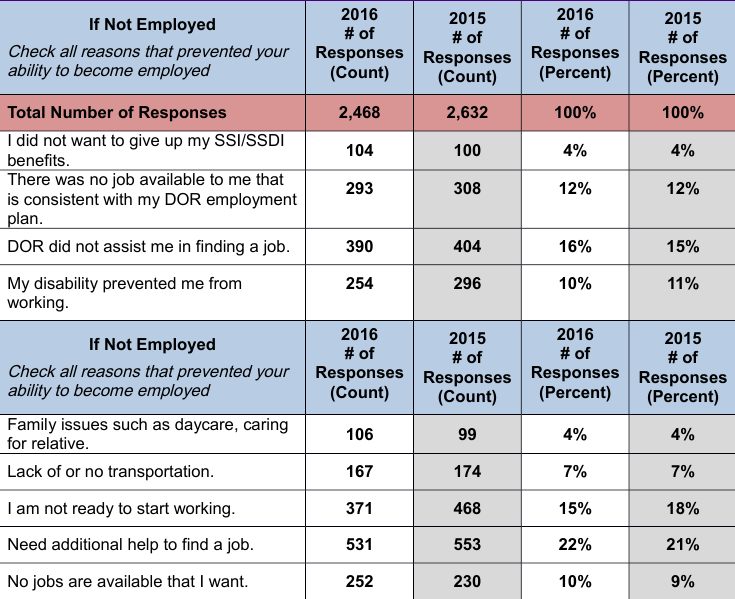 If Not Employed
Check all reasons that prevented your
ability to become employed
2016
# of
Responses
(Count)
2015
# of
Responses
(Count)
2016
# of
Responses
(Percent)
2015
# of
Responses
(Percent)
Total Number of Responses 2,468 2,632 100% 100%
I did not want to give up my SSI/SSDI
benefits.
104 100 4% 4%
There was no job available to me that
is consistent with my DOR employment
plan.
293 308 12% 12%
DOR did not assist me in finding a job. 390 404 16% 15%
My disability prevented me from
working.
254 296 10% 11%
If Not Employed
Check all reasons that prevented your
ability to become employed
2016
# of
Responses
(Count)
2015
# of
Responses
(Count)
2016
# of
Responses
(Percent)
2015
# of
Responses
(Percent)
Family issues such as daycare, caring
for relative.
106 99 4% 4%
Lack of or no transportation. 167 174 7% 7%
I am not ready to start working. 371 468 15% 18%
Need additional help to find a job. 531 553 22% 21%
No jobs are available that I want. 252 230 10% 9%